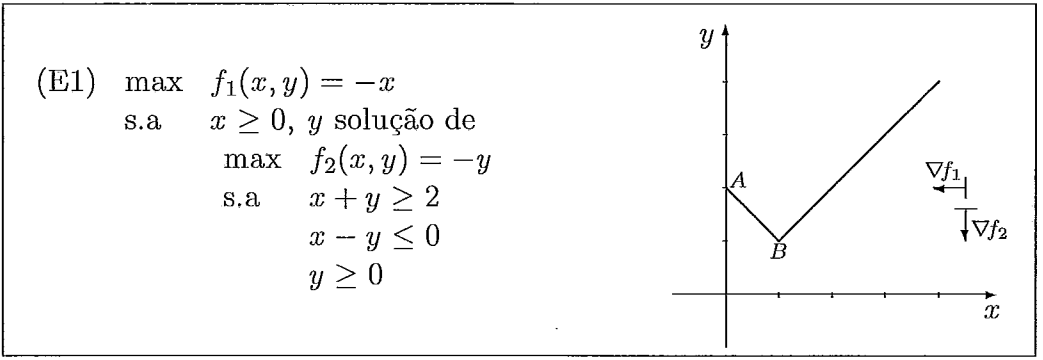 (E1) max f₁(x, y) = −x
s.a x ≥ 0, y solução de
max f₂(x, y) = −y
s.a x + y ≥ 2
x − y ≤ 0
y ≥ 0
y
A
B
∇f₁
∇f₂
x